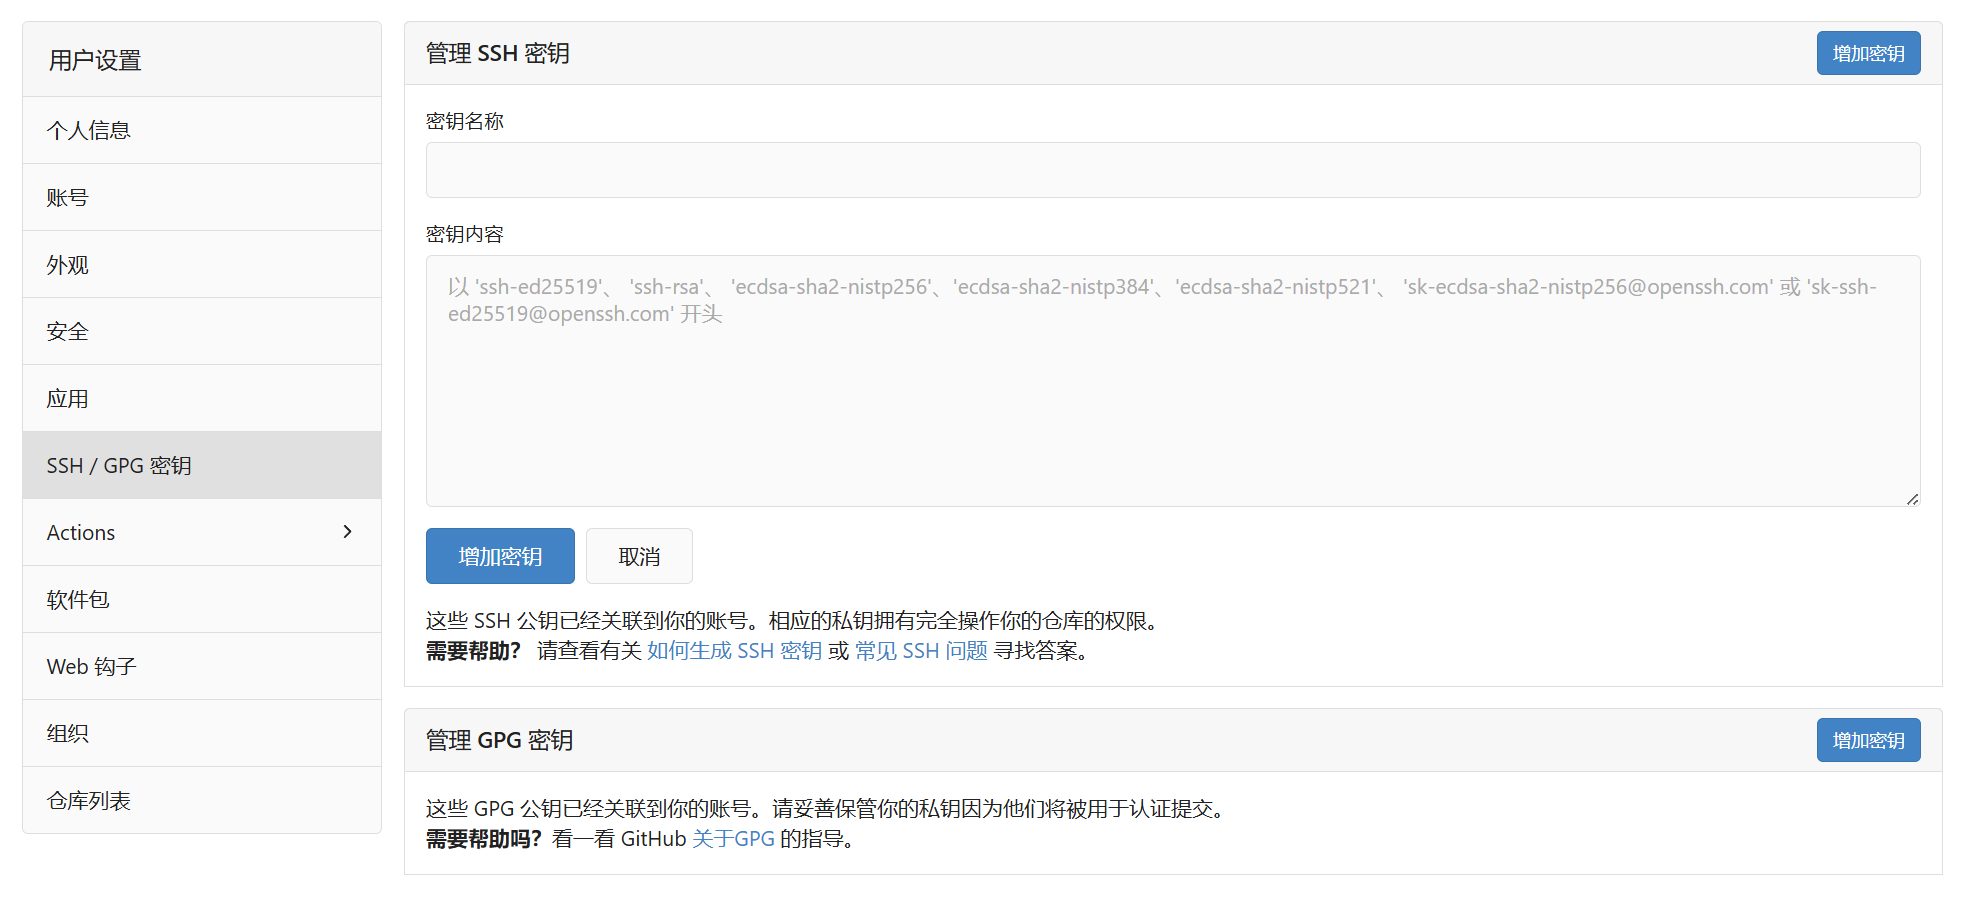 用户设置
个人信息
账号
外观
安全
应用
SSH / GPG 密钥
Actions
软件包
Web 钩子
组织
仓库列表
管理 SSH 密钥
增加密钥
密钥名称
密钥内容
以 'ssh-ed25519'、 'ssh-rsa'、 'ecdsa-sha2-nistp256'、'ecdsa-sha2-nistp384'、'ecdsa-sha2-nistp521'、 'sk-ecdsa-sha2-nistp256@openssh.com' 或 'sk-ssh-
ed25519@openssh.com' 开头
增加密钥 取消
这些 SSH 公钥已经关联到你的账号。相应的私钥拥有完全操作你的仓库的权限。
需要帮助？ 请查看有关 如何生成 SSH 密钥 或 常见 SSH 问题 寻找答案。
管理 GPG 密钥
增加密钥
这些 GPG 公钥已经关联到你的账号。请妥善保管你的私钥因为他们将被用于认证提交。
需要帮助吗？看一看 GitHub 关于GPG 的指导。